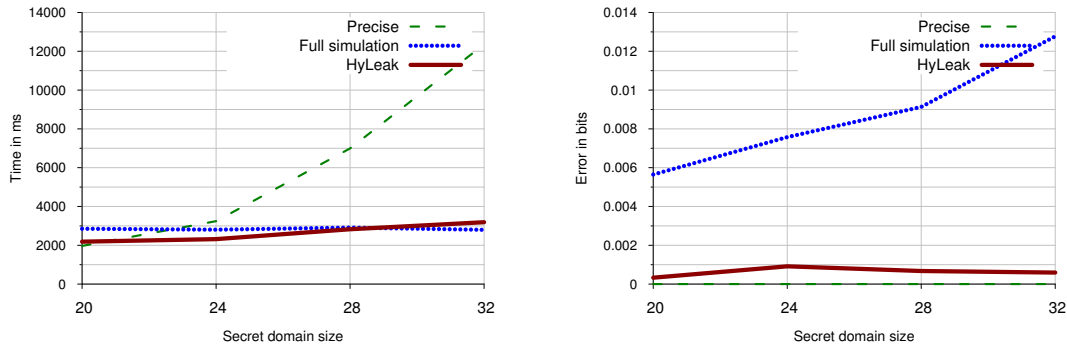 14000
12000
10000
8000
6000
4000
2000
0
Time in ms
Precise
Full simulation
HyLeak
20 24 28 32
Secret domain size
0.014
0.012
0.01
0.008
0.006
0.004
0.002
0
Error in bits
Precise
Full simulation
HyLeak
20 24 28 32
Secret domain size